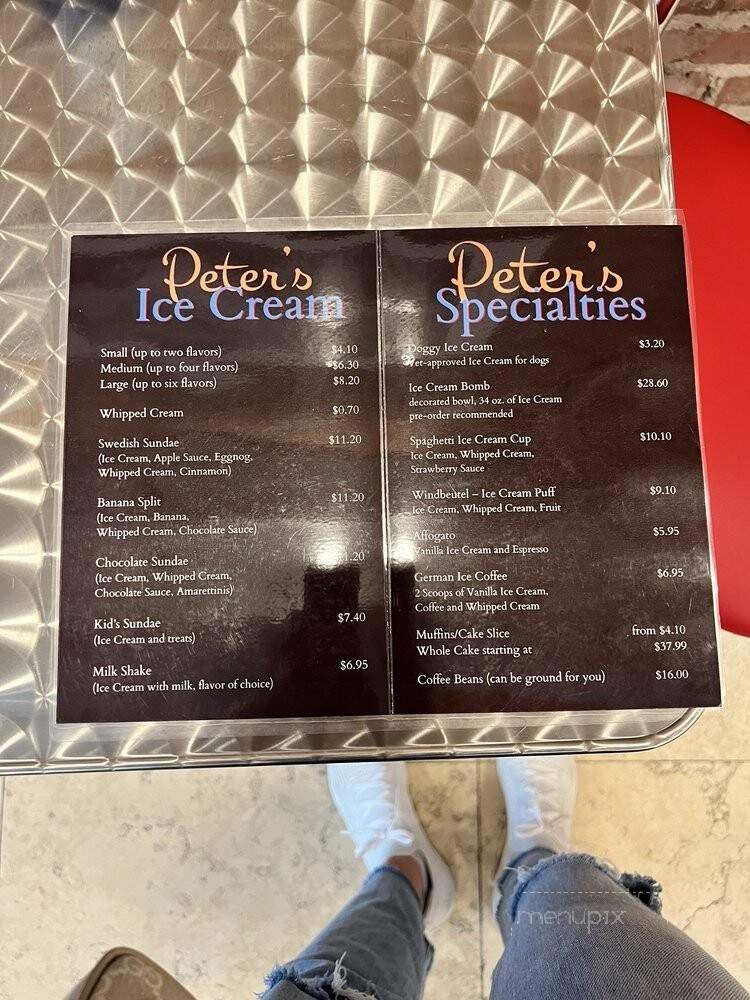 Peter's
Ice Cream
Small (up to two flavors) $4.10
Medium (up to four flavors) $6.30
Large (up to six flavors) $8.20
Whipped Cream $0.70
Swedish Sundae $11.20
(Ice Cream, Apple Sauce, Eggnog,
Whipped Cream, Cinnamon)
Banana Split $11.20
(Ice Cream, Banana,
Whipped Cream, Chocolate Sauce)
Chocolate Sundae
(Ice Cream, Whipped Cream,
Chocolate Sauce, Amarettinis)
Kid's Sundae $7.40
(Ice Cream and treats)
Milk Shake $6.95
(Ice Cream with milk, flavor of choice)
Peter's
Specialties
Doggy Ice Cream $3.20
Vet-approved Ice Cream for dogs
Ice Cream Bomb $28.60
decorated bowl, 34 oz. of Ice Cream
pre-order recommended
Spaghetti Ice Cream Cup $10.10
Ice Cream, Whipped Cream,
Strawberry Sauce
Windbeutel – Ice Cream Puff $9.10
Ice Cream, Whipped Cream, Fruit
Affogato $5.95
Vanilla Ice Cream and Espresso
German Ice Coffee $6.95
2 Scoops of Vanilla Ice Cream,
Coffee and Whipped Cream
Muffins/Cake Slice from $4.10
Whole Cake starting at $37.99
Coffee Beans (can be ground for you) $16.00
menupix